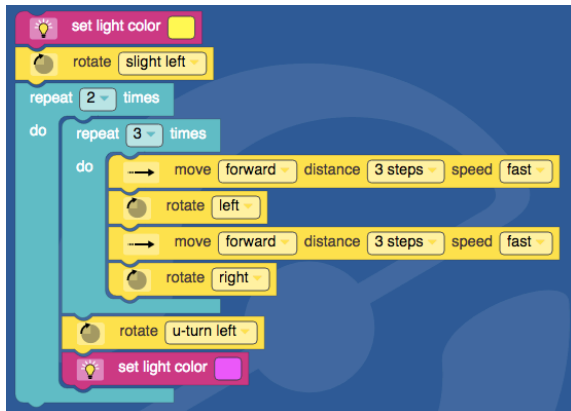 set light color
rotate slight left
repeat 2 times
do repeat 3 times
do move forward distance 3 steps speed fast
rotate left
move forward distance 3 steps speed fast
rotate right
rotate u-turn left
set light color